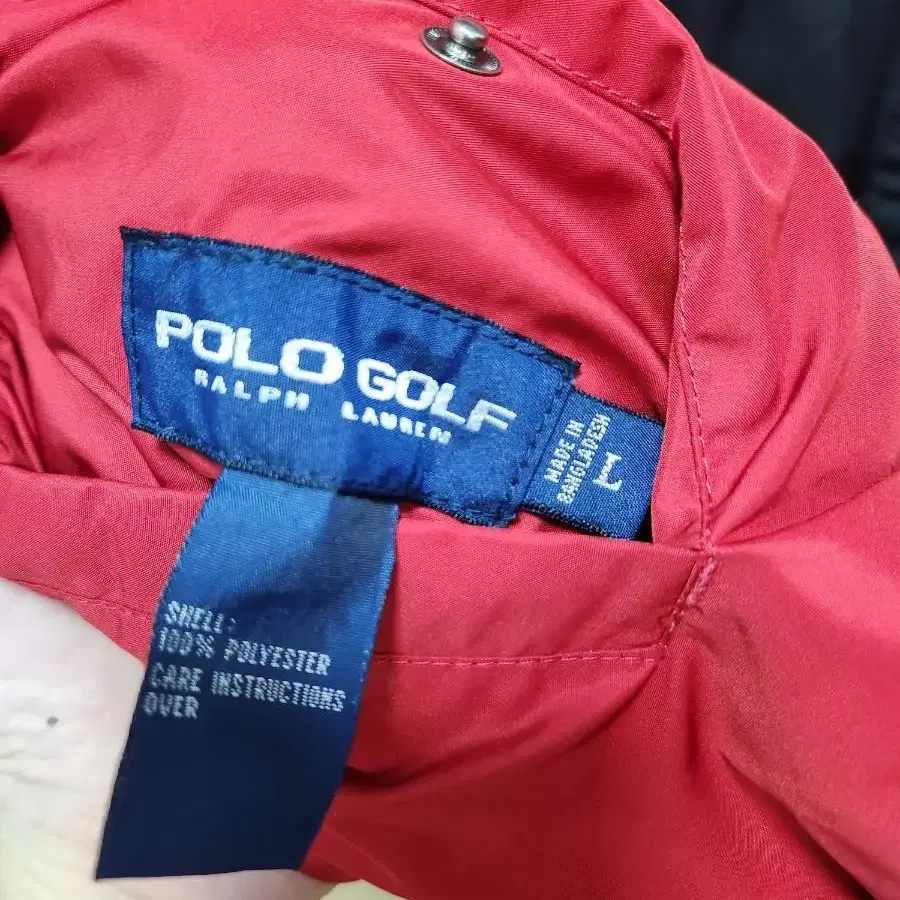 POLO GOLF
RALPH LAUREN
MADE IN
BANGLADESH
L
SHELL:
100% POLYESTER
CARE INSTRUCTIONS
OVER